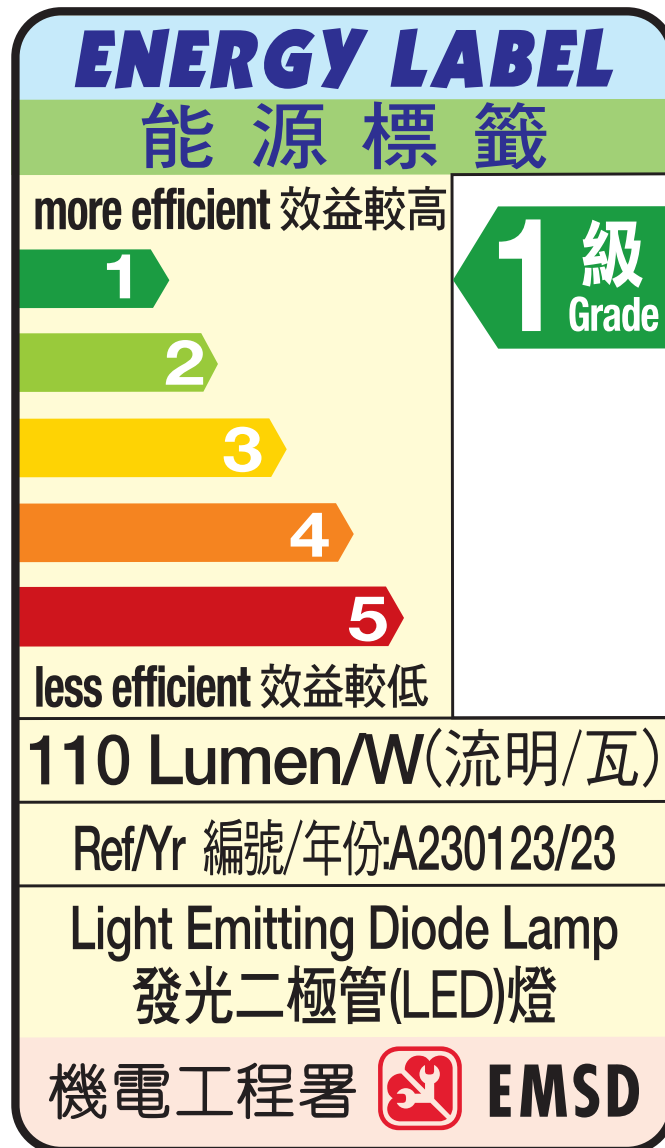 ENERGY LABEL
能源標籤
more efficient 效益較高
1級
Grade
1
2
3
4
5
less efficient 效益較低
110 Lumen/W(流明/瓦)
Ref/Yr 編號/年份:A230123/23
Light Emitting Diode Lamp
發光二極管(LED)燈
機電工程署 EMSD